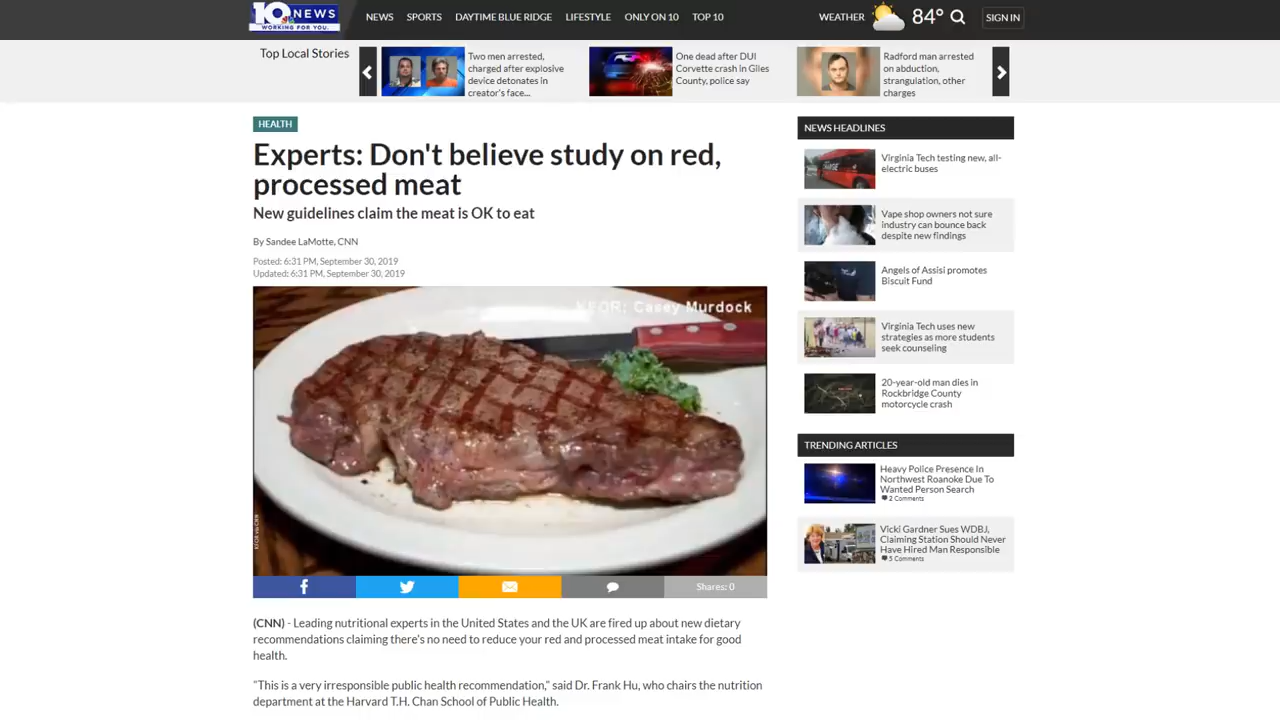 10 NEWS
WORKING FOR YOU.
NEWS SPORTS DAYTIME BLUE RIDGE LIFESTYLE ONLY ON 10 TOP 10
WEATHER 84° SIGN IN
Top Local Stories
Two men arrested,
charged after explosive
device detonates in
creator's face...
One dead after DUI
Corvette crash in Giles
County, police say
Radford man arrested
on abduction,
strangulation, other
charges
HEALTH
Experts: Don't believe study on red,
processed meat
New guidelines claim the meat is OK to eat
By Sandee LaMotte, CNN
Posted: 6:31 PM, September 30, 2019
Updated: 6:31 PM, September 30, 2019
KFOR; Casey Murdock
KFOR via CNN
Shares: 0
(CNN) - Leading nutritional experts in the United States and the UK are fired up about new dietary
recommendations claiming there's no need to reduce your red and processed meat intake for good
health.
"This is a very irresponsible public health recommendation," said Dr. Frank Hu, who chairs the nutrition
department at the Harvard T.H. Chan School of Public Health.
NEWS HEADLINES
Virginia Tech testing new, all-
electric buses
Vape shop owners not sure
industry can bounce back
despite new findings
Angels of Assisi promotes
Biscuit Fund
Virginia Tech uses new
strategies as more students
seek counseling
20-year-old man dies in
Rockbridge County
motorcycle crash
TRENDING ARTICLES
Heavy Police Presence In
Northwest Roanoke Due To
Wanted Person Search
2 Comments
Vicki Gardner Sues WDBJ,
Claiming Station Should Never
Have Hired Man Responsible
5 Comments